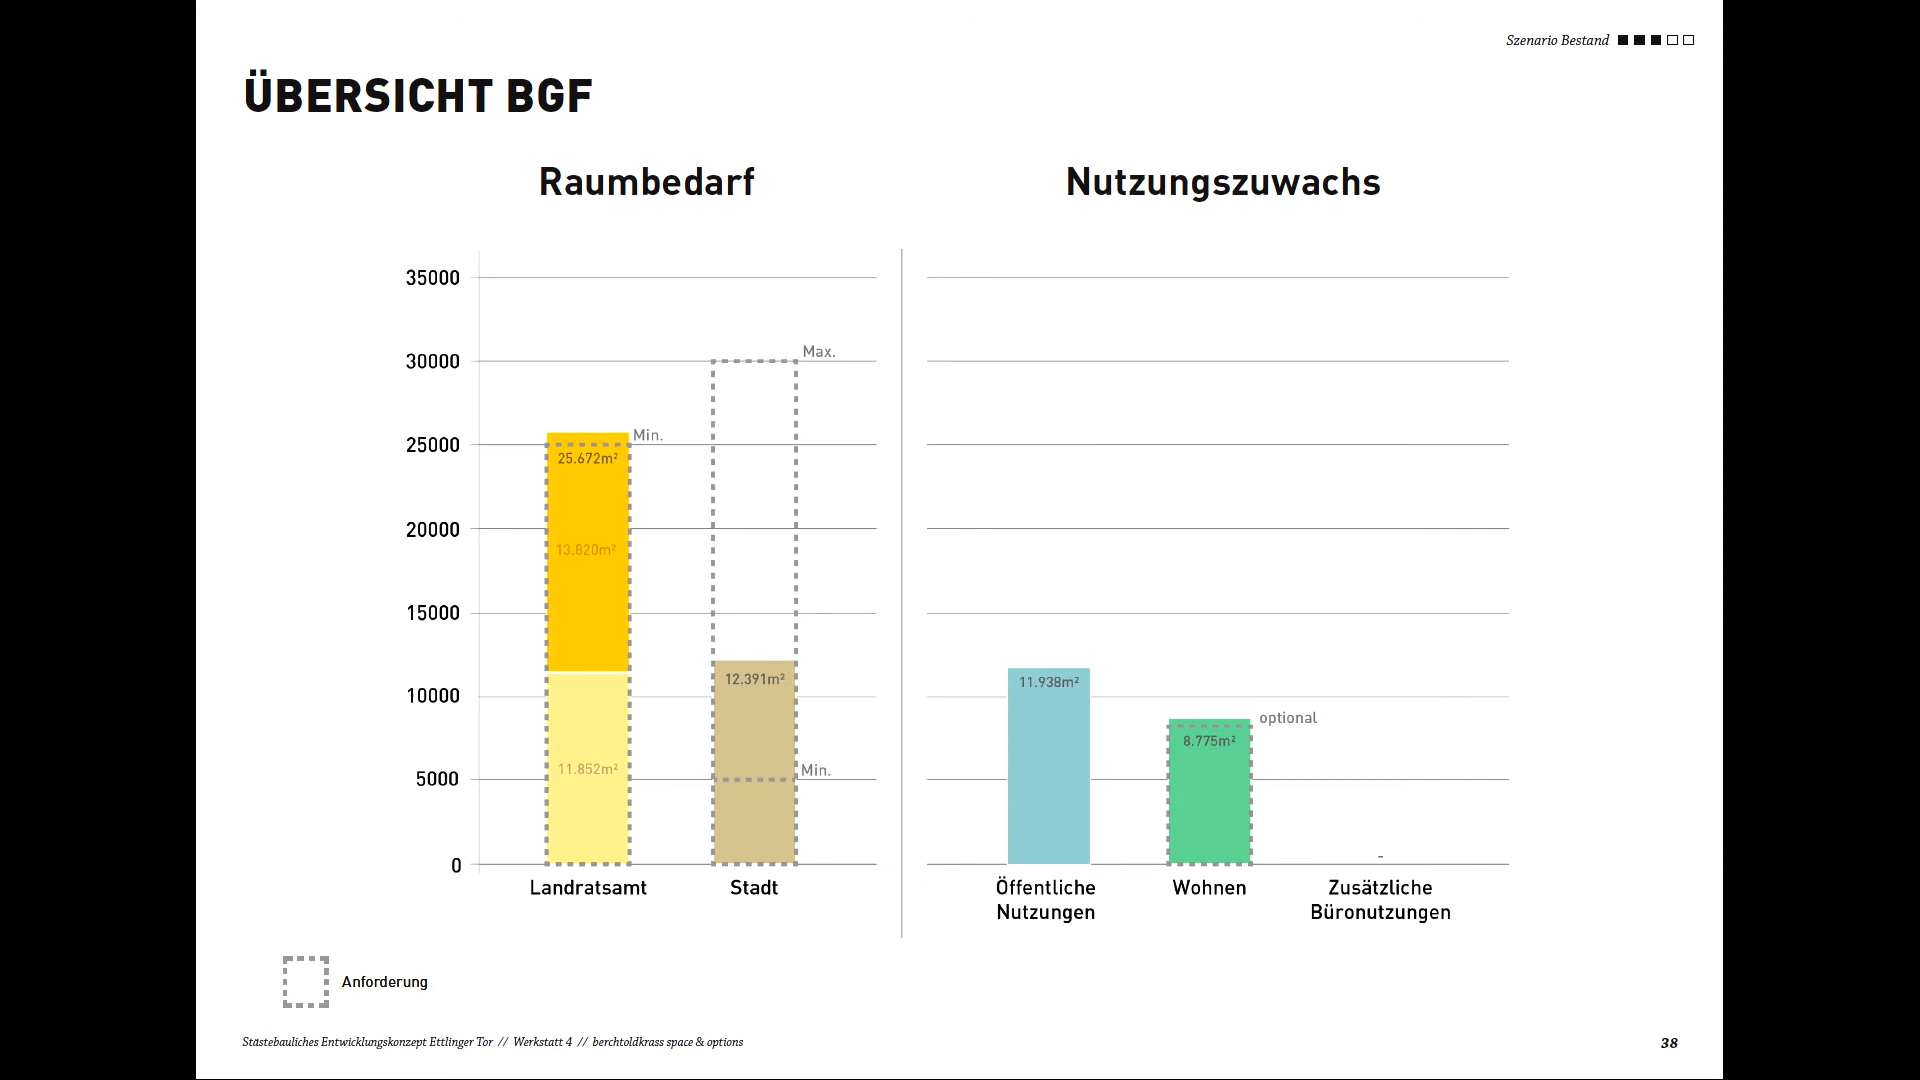 Szenario Bestand
ÜBERSICHT BGF
Raumbedarf
Nutzungszuwachs
35000
30000
25000
20000
15000
10000
5000
0
Max.
Min.
25.672m²
13.820m²
11.852m²
12.391m²
Min.
11.938m²
optional
8.775m²
-
Landratsamt
Stadt
Öffentliche
Nutzungen
Wohnen
Zusätzliche
Büronutzungen
Anforderung
Stästebauliches Entwicklungskonzept Ettlinger Tor // Werkstatt 4 // berchtoldkrass space & options
38